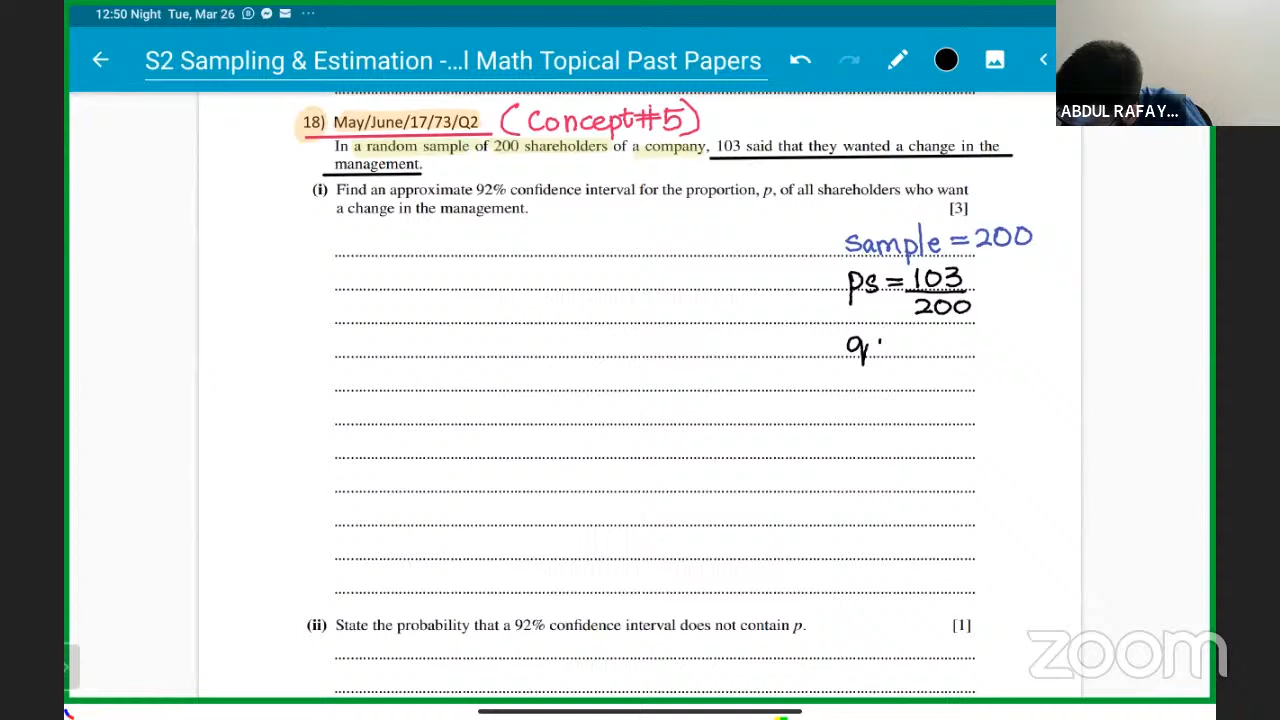 12:50 Night Tue, Mar 26 ...
S2 Sampling & Estimation -...l Math Topical Past Papers
ABDUL RAFAY...
18) May/June/17/73/Q2 (Concept#5)
In a random sample of 200 shareholders of a company, 103 said that they wanted a change in the
management.
(i) Find an approximate 92% confidence interval for the proportion, p, of all shareholders who want
a change in the management. [3]
sample = 200
ps = 103
200
q
(ii) State the probability that a 92% confidence interval does not contain p. [1]
zoom